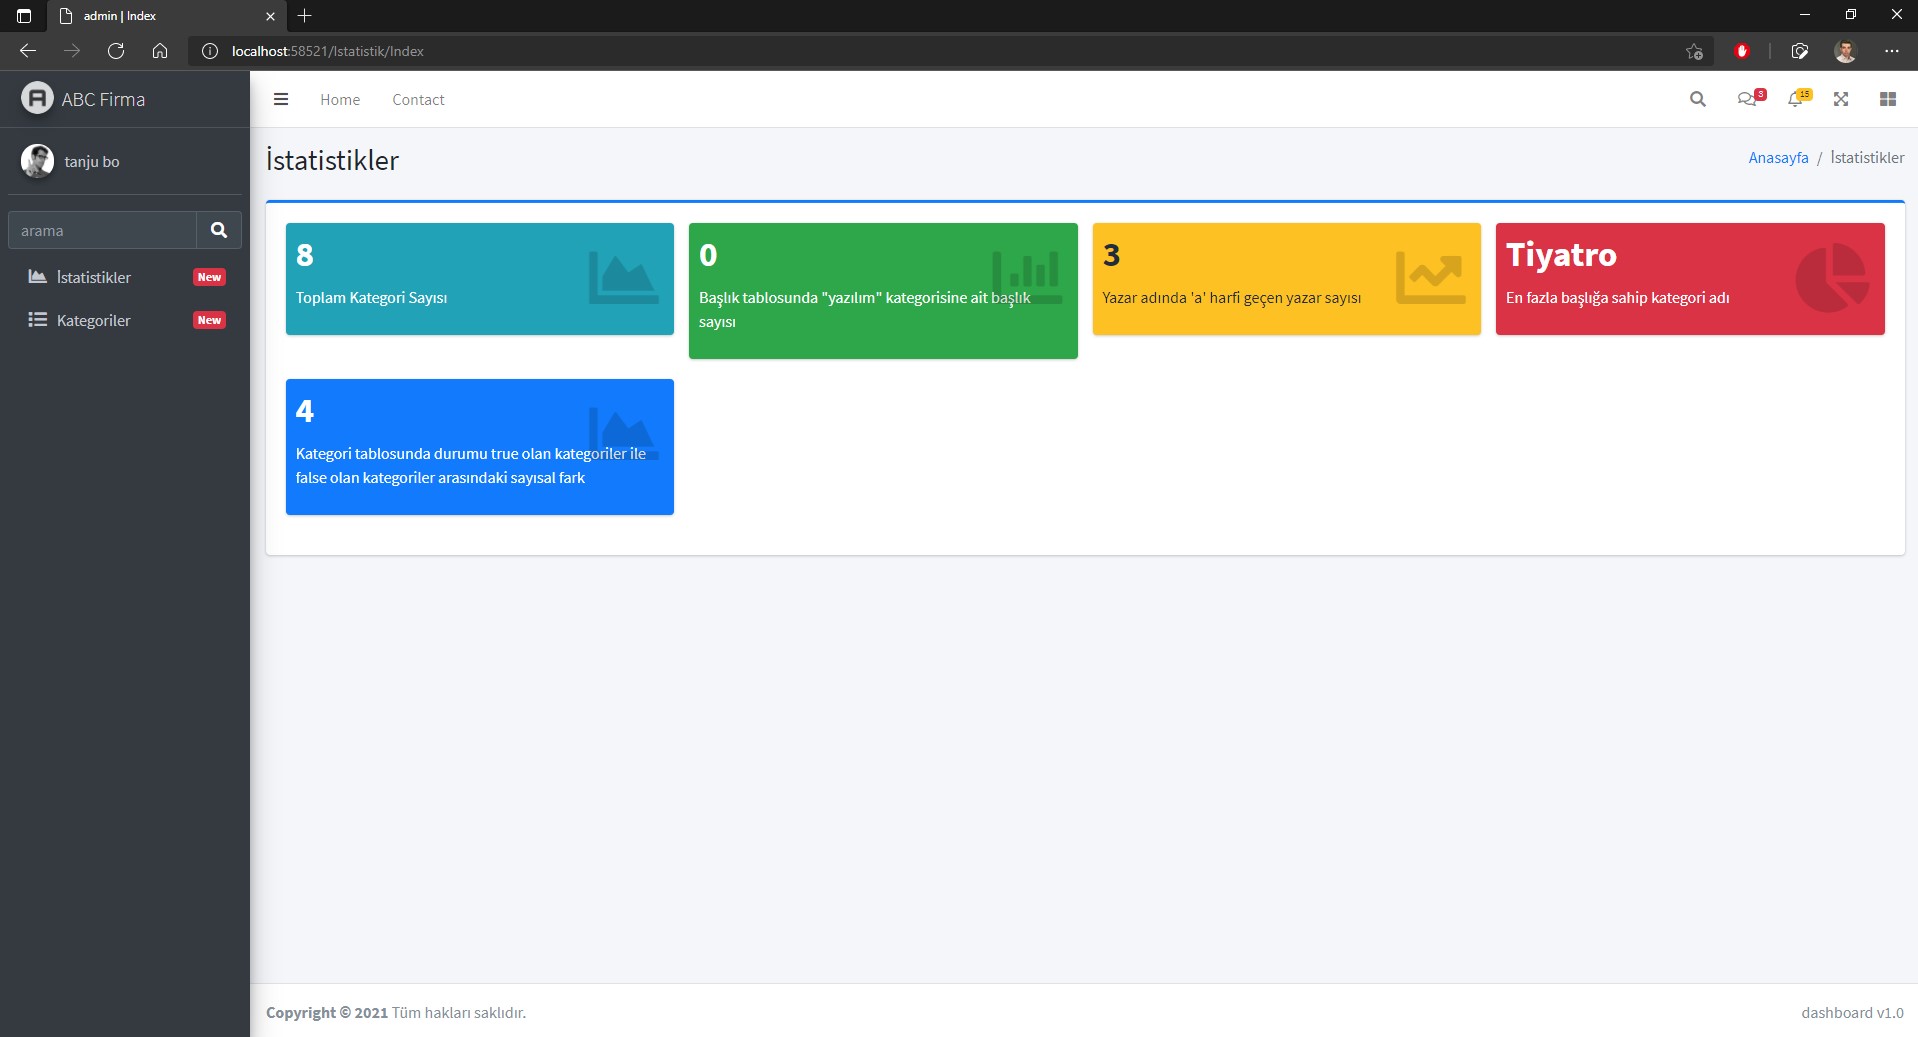 admin | Index
localhost:58521/Istatistik/Index
ABC Firma
Home
Contact
3
15
tanju bo
İstatistikler
Anasayfa / İstatistikler
arama
İstatistikler
New
Kategoriler
New
8
Toplam Kategori Sayısı
0
Başlık tablosunda "yazılım" kategorisine ait başlık
sayısı
3
Yazar adında 'a' harfi geçen yazar sayısı
Tiyatro
En fazla başlığa sahip kategori adı
4
Kategori tablosunda durumu true olan kategoriler ile
false olan kategoriler arasındaki sayısal fark
Copyright © 2021 Tüm hakları saklıdır.
dashboard v1.0